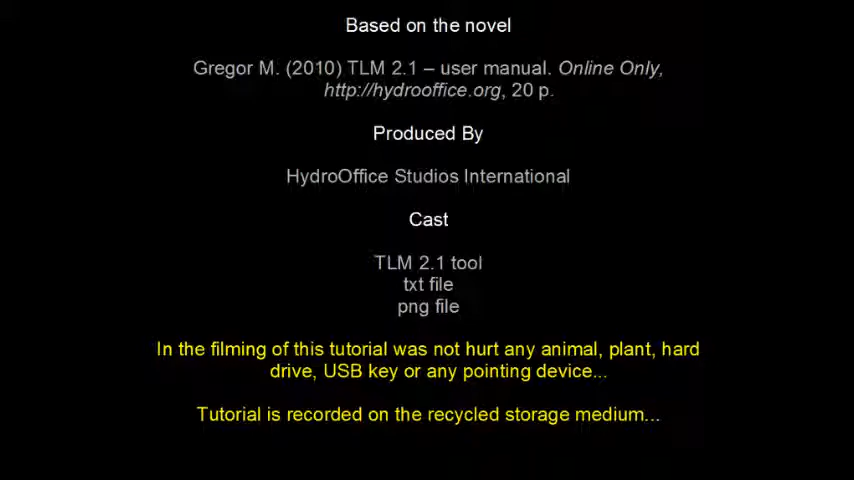 Based on the novel
Gregor M. (2010) TLM 2.1 – user manual. Online Only,
http://hydrooffice.org, 20 p.
Produced By
HydroOffice Studios International
Cast
TLM 2.1 tool
txt file
png file
In the filming of this tutorial was not hurt any animal, plant, hard
drive, USB key or any pointing device...
Tutorial is recorded on the recycled storage medium...